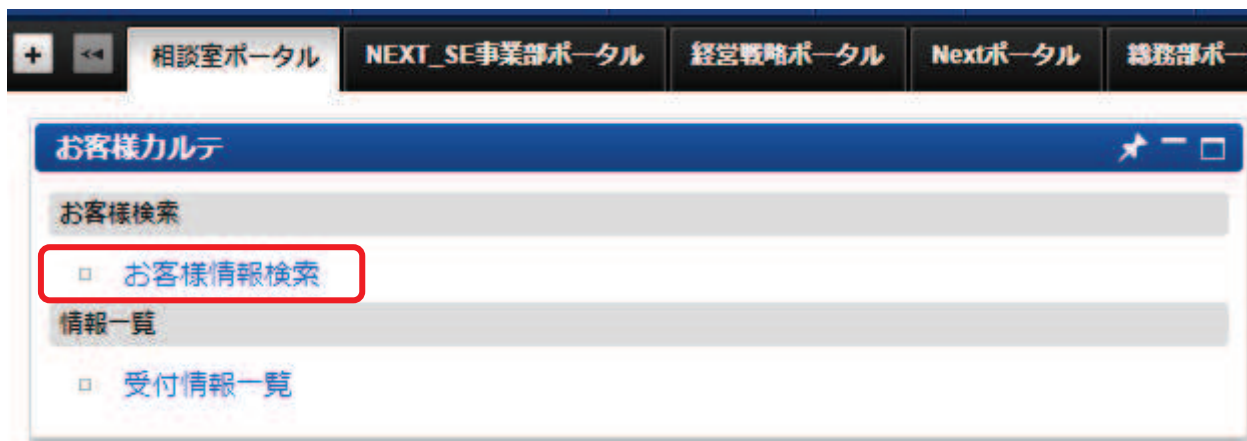 相談室ポータル NEXT_SE事業部ポータル 経営戦略ポータル Nextポータル 総務部ポー
お客様カルテ
お客様検索
お客様情報検索
情報一覧
受付情報一覧